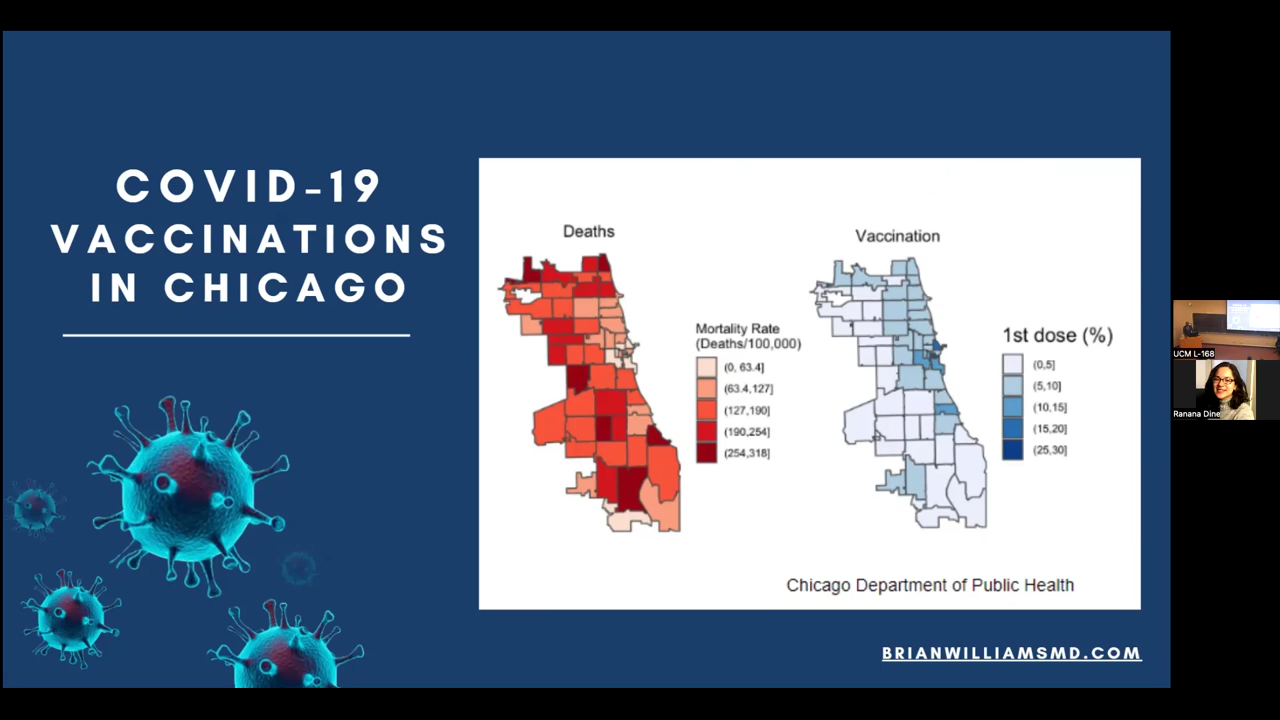 COVID-19
VACCINATIONS
IN CHICAGO
Deaths
Mortality Rate
(Deaths/100,000)
(0, 63.4]
(63.4,127]
(127,190]
(190,254]
(254,318]
Vaccination
1st dose (%)
(0,5]
(5,10]
(10,15]
(15,20]
(25,30]
Chicago Department of Public Health
BRIANWILLIAMSMD.COM
UCM L-168
Ranana Dine